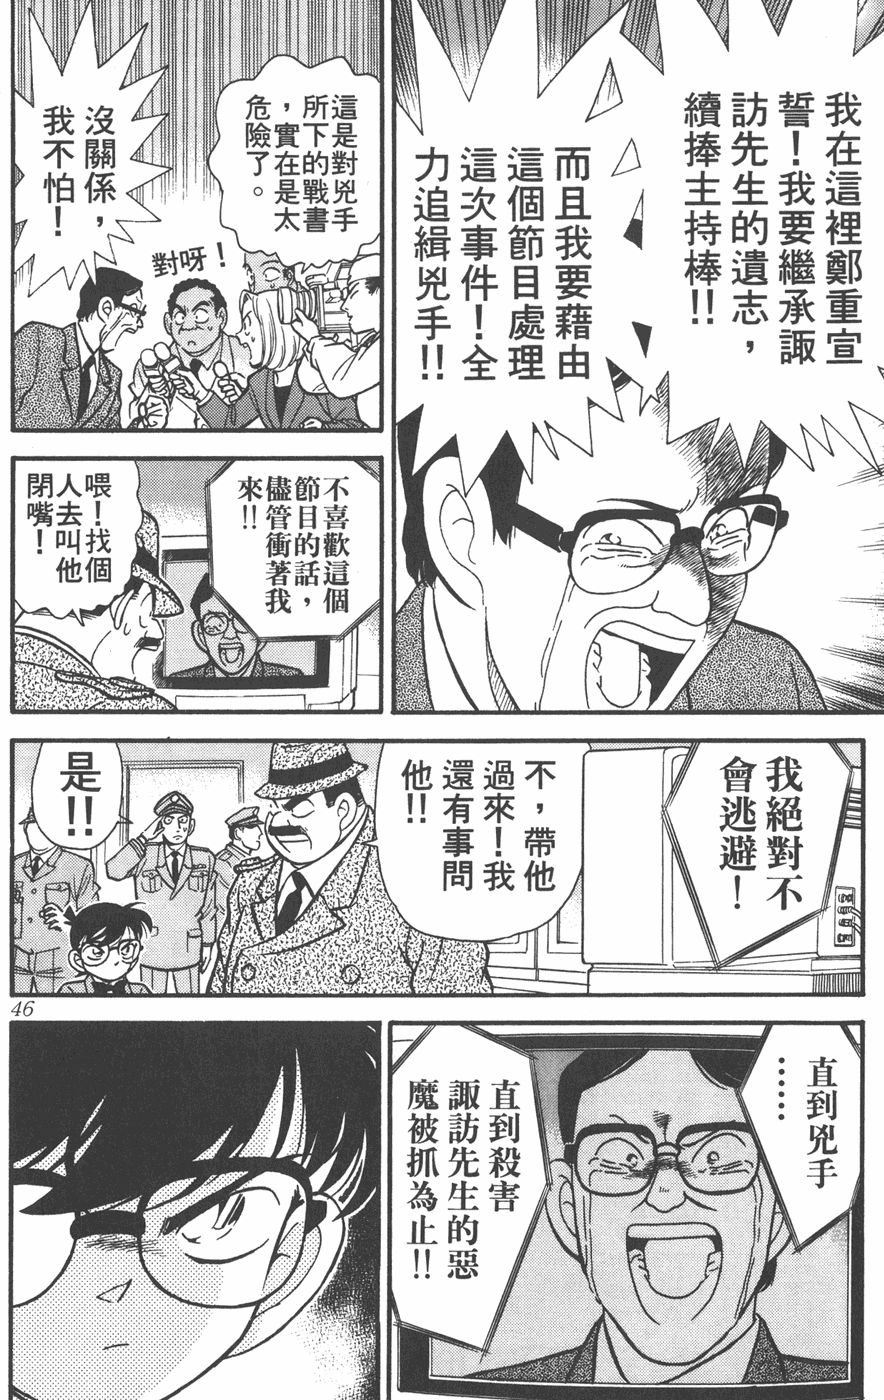 我在這裡鄭重宣
誓！我要繼承諏
訪先生的遺志，
續捧主持棒!!
而且我要藉由
這個節目處理
這次事件！全
力追緝兇手!!
這是對兇手
所下的戰書
，實在是太
危險了。
對呀！
沒關係，
我不怕！
不喜歡這個
節目的話，
儘管衝著我
來!!
喂！找個
人去叫他
閉嘴！
我絕對不
會逃避！
不，帶他
過來！我
還有事問
他!!
是!!
46
直到兇手
……
直到殺害
諏訪先生的惡
魔被抓為止!!